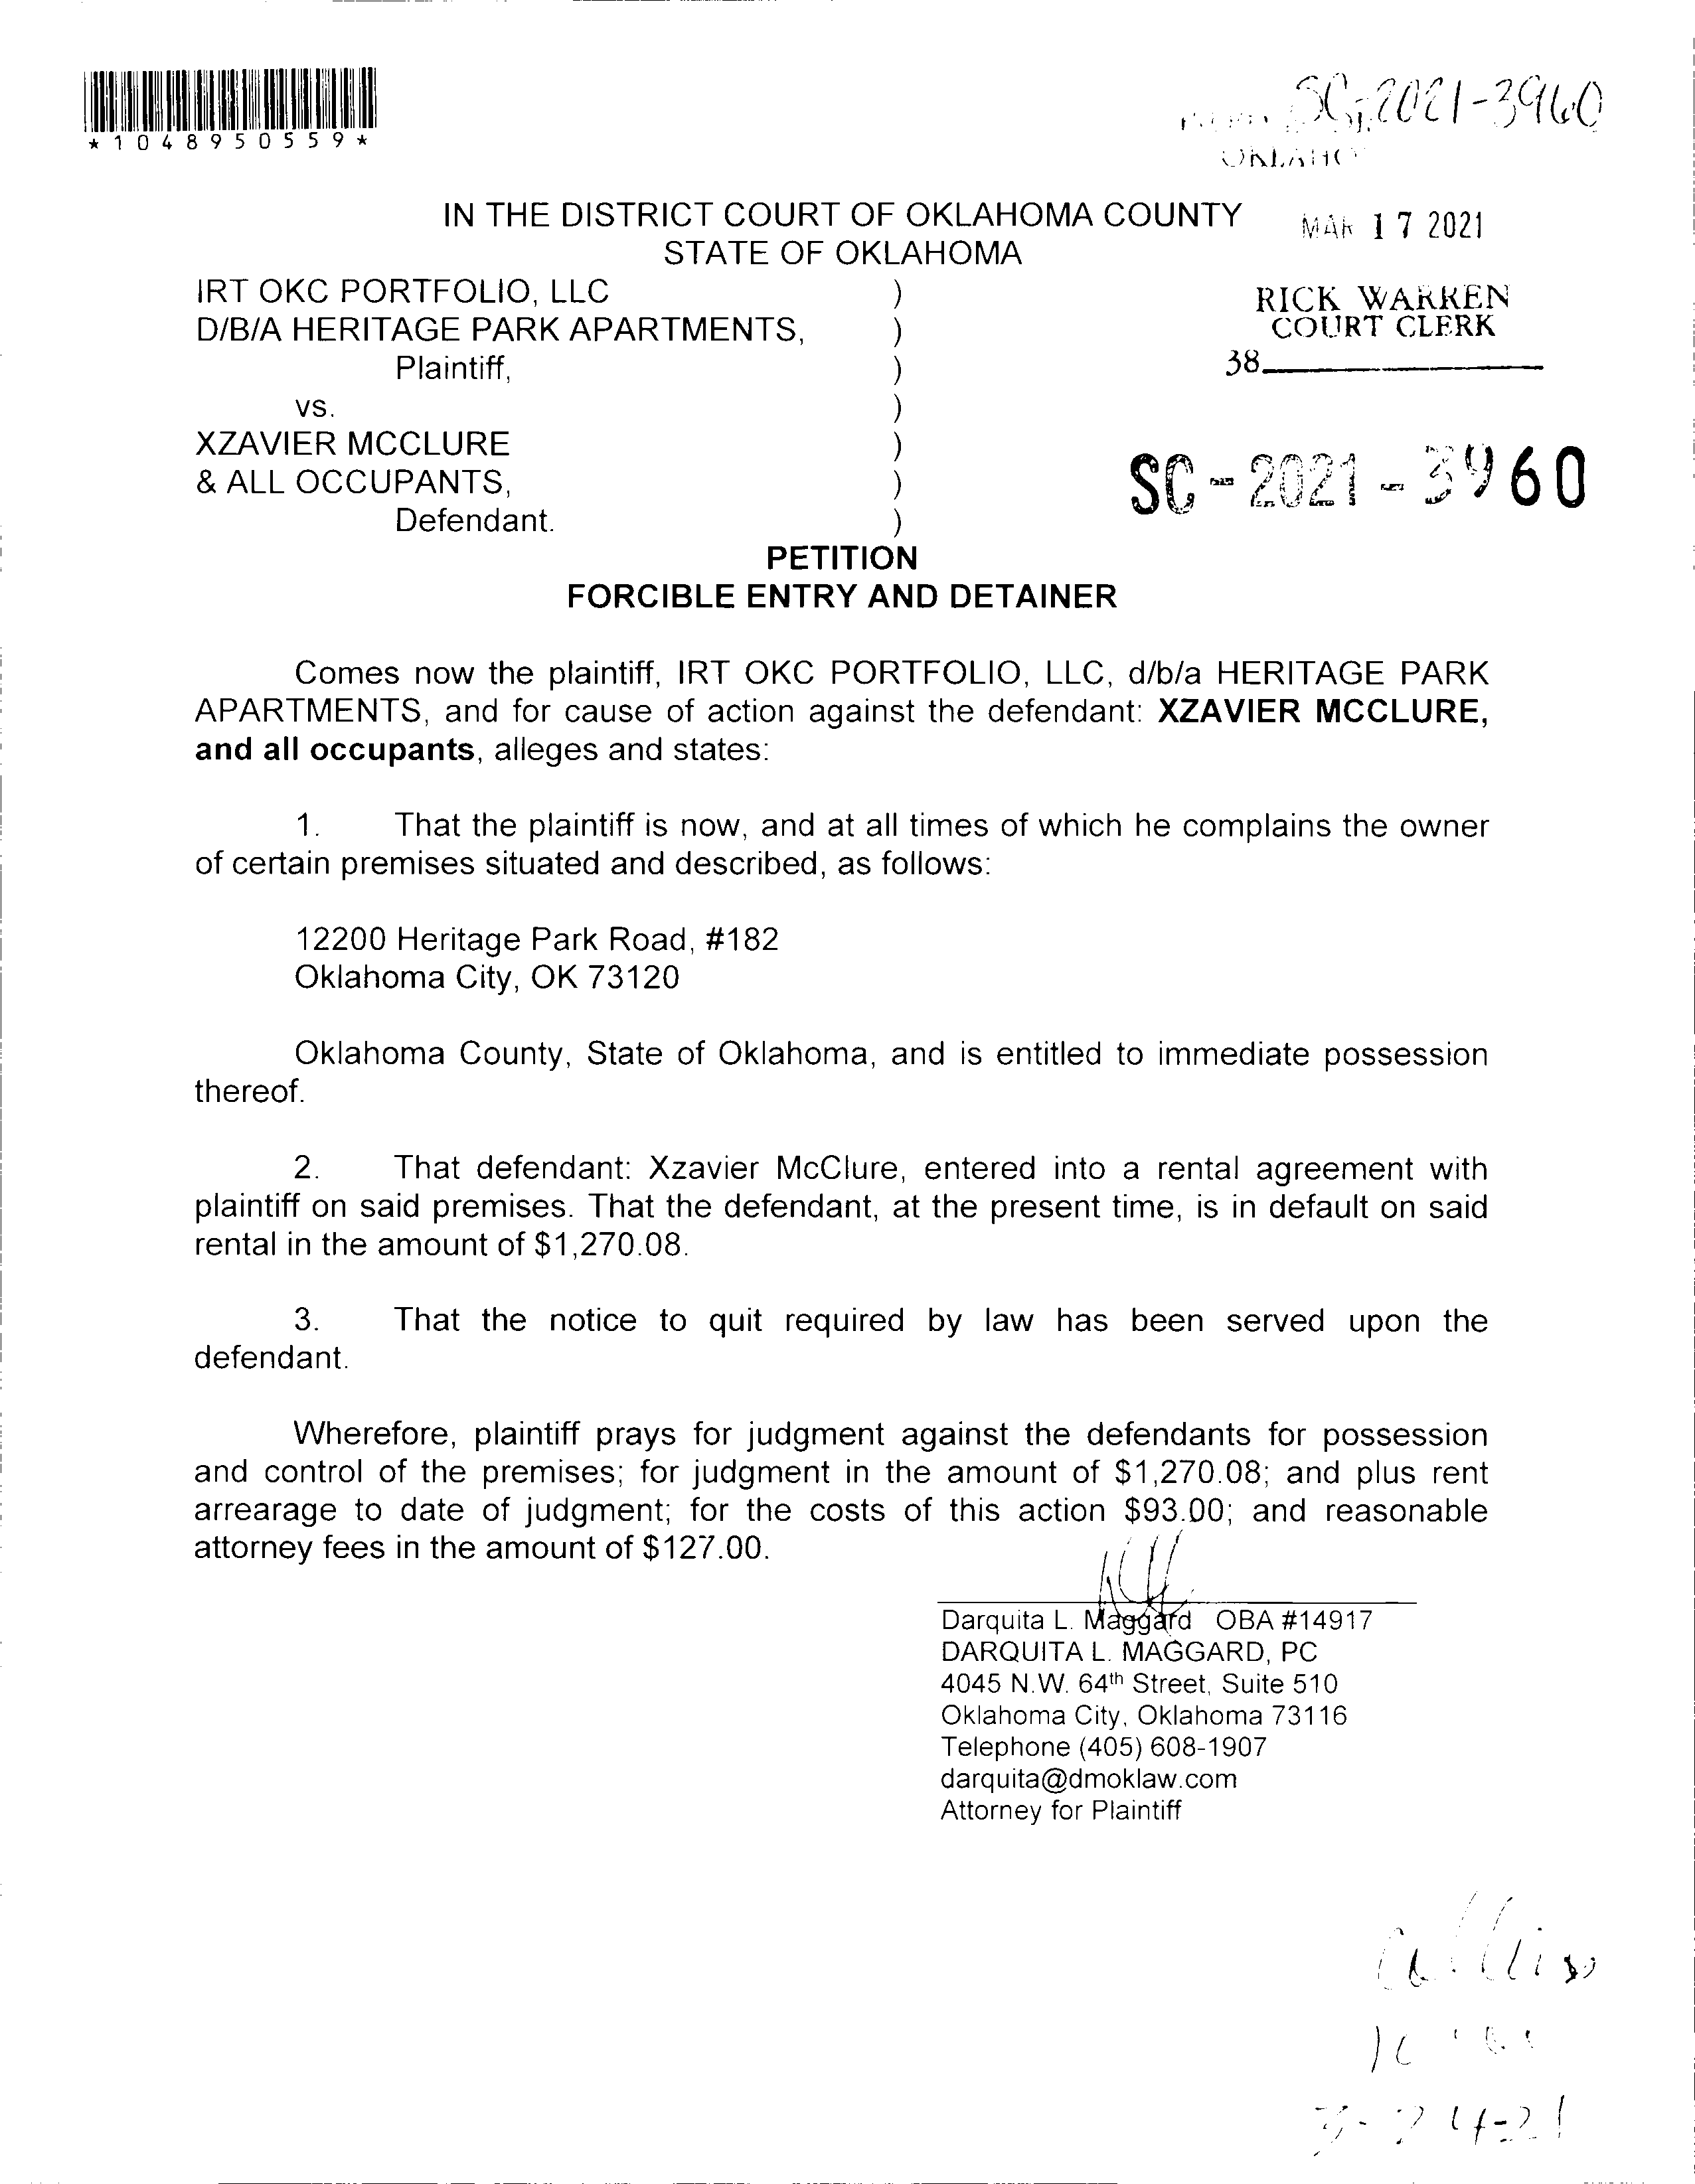 *1048950559*
SC-2021-3960
IN THE DISTRICT COURT OF OKLAHOMA COUNTY
STATE OF OKLAHOMA
MAR 17 2021
IRT OKC PORTFOLIO, LLC )
D/B/A HERITAGE PARK APARTMENTS, )
Plaintiff, )
vs. )
XZAVIER MCCLURE )
& ALL OCCUPANTS, )
Defendant. )
RICK WARREN
COURT CLERK
38
SC-2021-3960
PETITION
FORCIBLE ENTRY AND DETAINER
Comes now the plaintiff, IRT OKC PORTFOLIO, LLC, d/b/a HERITAGE PARK
APARTMENTS, and for cause of action against the defendant: XZAVIER MCCLURE,
and all occupants, alleges and states:
1. That the plaintiff is now, and at all times of which he complains the owner
of certain premises situated and described, as follows:
12200 Heritage Park Road, #182
Oklahoma City, OK 73120
Oklahoma County, State of Oklahoma, and is entitled to immediate possession
thereof.
2. That defendant: Xzavier McClure, entered into a rental agreement with
plaintiff on said premises. That the defendant, at the present time, is in default on said
rental in the amount of $1,270.08.
3. That the notice to quit required by law has been served upon the
defendant.
Wherefore, plaintiff prays for judgment against the defendants for possession
and control of the premises; for judgment in the amount of $1,270.08; and plus rent
arrearage to date of judgment; for the costs of this action $93.00; and reasonable
attorney fees in the amount of $127.00.
Darquita L. Maggard OBA #14917
DARQUITA L. MAGGARD, PC
4045 N.W. 64th Street, Suite 510
Oklahoma City, Oklahoma 73116
Telephone (405) 608-1907
darquita@dmoklaw.com
Attorney for Plaintiff
3-24-21